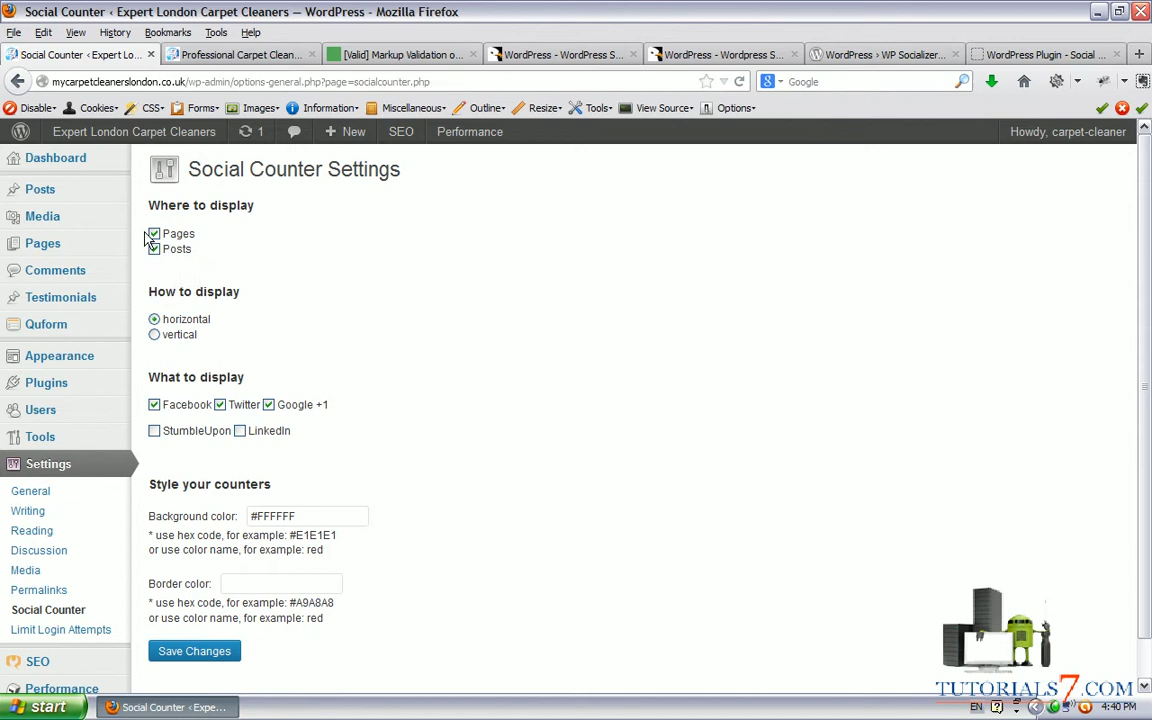 Social Counter ‹ Expert London Carpet Cleaners — WordPress - Mozilla Firefox
File Edit View History Bookmarks Tools Help
Social Counter ‹ Expert Lo... × Professional Carpet Clean... × [Valid] Markup Validation o... × WordPress - WordPress S... × WordPress - Wordpress S... × WordPress › WP Socializer... × WordPress Plugin - Social ... × +
mycarpetcleanerslondon.co.uk/wp-admin/options-general.php?page=socialcounter.php Google
Disable Cookies CSS Forms Images Information Miscellaneous Outline Resize Tools View Source Options
Expert London Carpet Cleaners 1 New SEO Performance Howdy, carpet-cleaner
Dashboard
Posts
Media
Pages
Comments
Testimonials
Quform
Appearance
Plugins
Users
Tools
Settings
General
Writing
Reading
Discussion
Media
Permalinks
Social Counter
Limit Login Attempts
SEO
Performance
Social Counter Settings
Where to display
Pages
Posts
How to display
horizontal
vertical
What to display
Facebook Twitter Google +1
StumbleUpon LinkedIn
Style your counters
Background color: #FFFFFF
* use hex code, for example: #E1E1E1
or use color name, for example: red
Border color:
* use hex code, for example: #A9A8A8
or use color name, for example: red
Save Changes
TUTORIALS7.COM
start Social Counter ‹ Expe... EN 4:40 PM